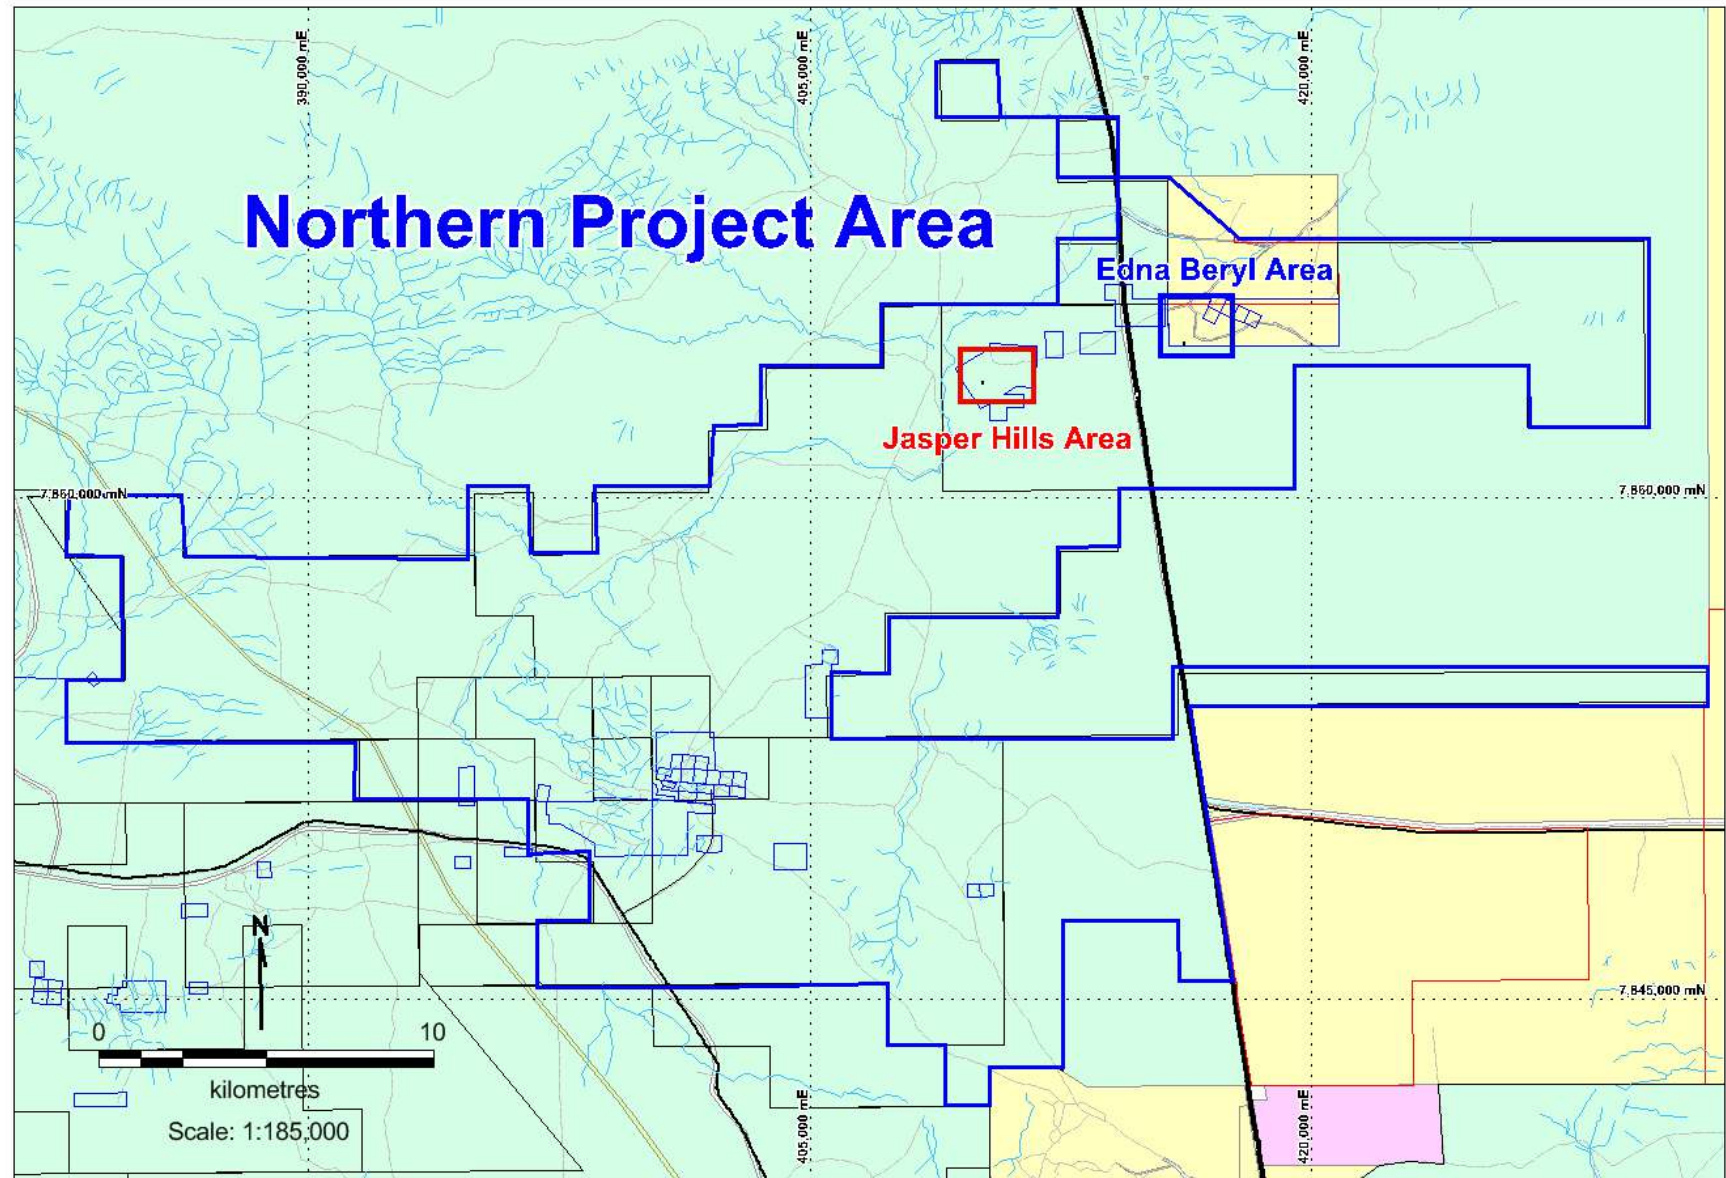 390,000 mE
405,000 mE
420,000 mE
Northern Project Area
Edna Beryl Area
Jasper Hills Area
7,860,000 mN
7,860,000 mN
N
7,845,000 mN
0
10
kilometres
Scale: 1:185,000
405,000 mE
420,000 mE